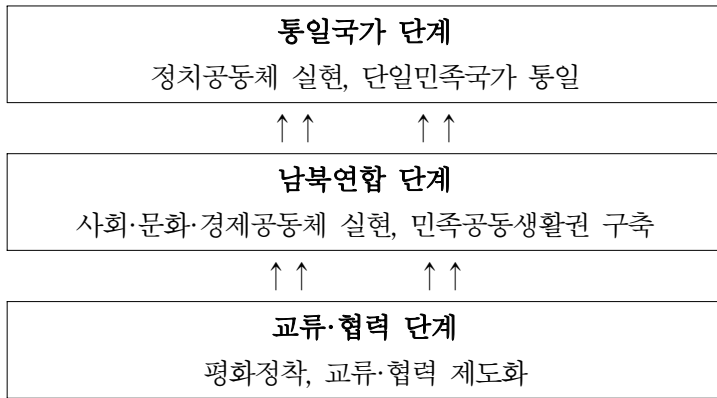 통일국가 단계
정치공동체 실현, 단일민족국가 통일
↑↑ ↑↑
남북연합 단계
사회·문화·경제공동체 실현, 민족공동생활권 구축
↑↑ ↑↑
교류·협력 단계
평화정착, 교류·협력 제도화